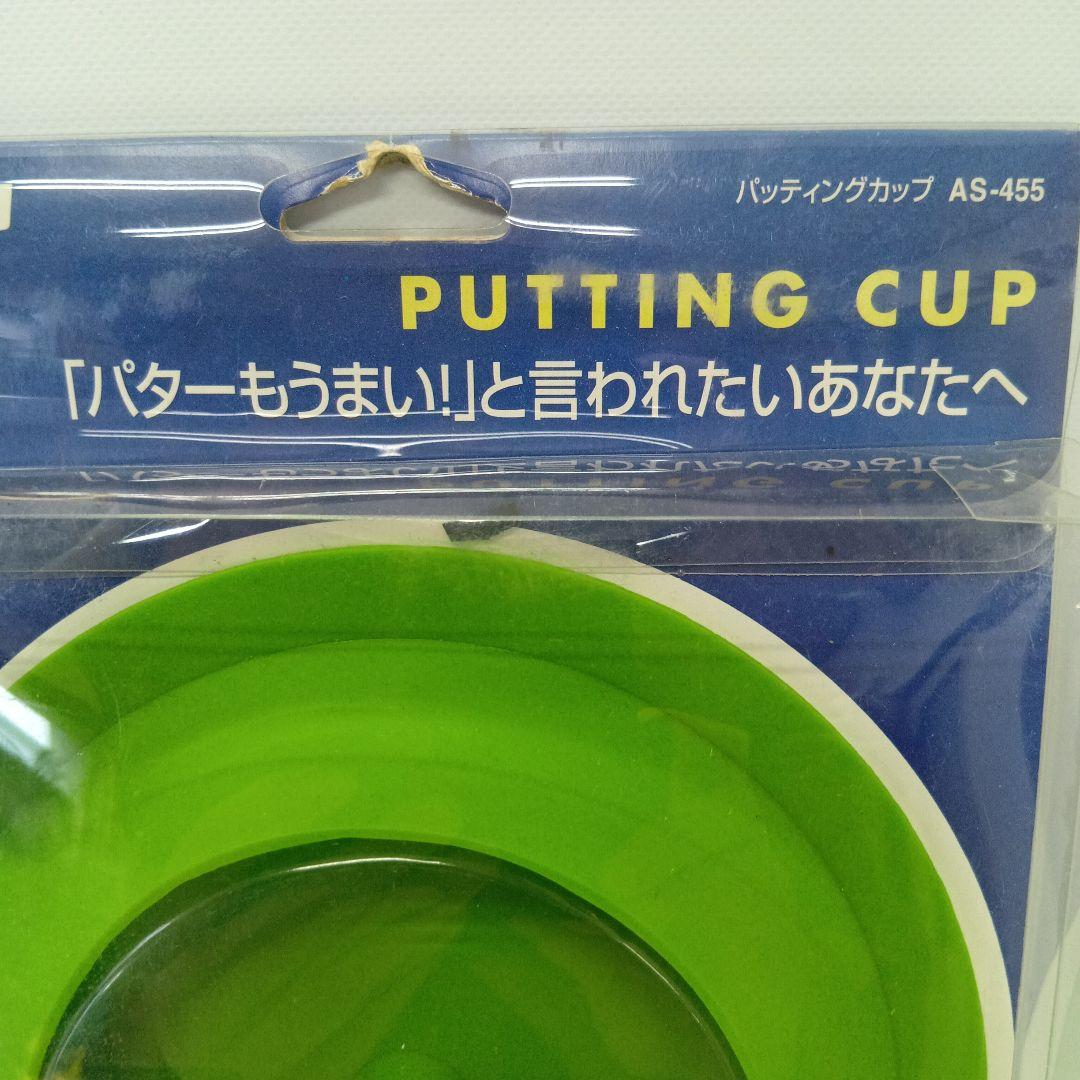 パッティングカップ AS-455
PUTTING CUP
「パターもうまい!」と言われたいあなたへ